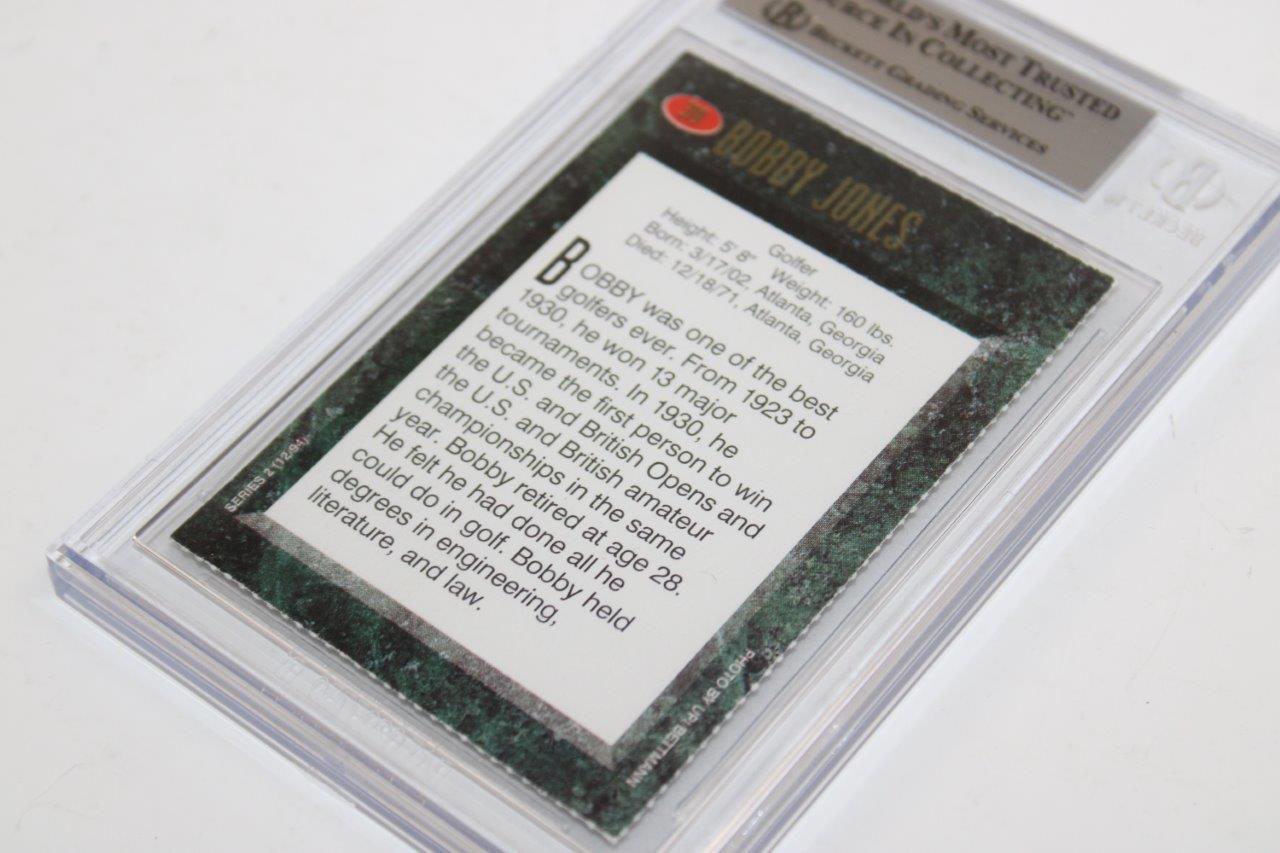 WORLD'S MOST TRUSTED
SOURCE IN COLLECTING™
BECKETT GRADING SERVICES
BECKETT
BOBBY JONES
Golfer
Height: 5' 8" Weight: 160 lbs.
Born: 3/17/02, Atlanta, Georgia
Died: 12/18/71, Atlanta, Georgia
BOBBY was one of the best
golfers ever. From 1923 to
1930, he won 13 major
tournaments. In 1930, he
became the first person to win
the U.S. and British Opens and
the U.S. and British amateur
championships in the same
year. Bobby retired at age 28.
He felt he had done all he
could do in golf. Bobby held
degrees in engineering,
literature, and law.
SERIES 2 (12-94)
PHOTO BY UPI BETTMANN